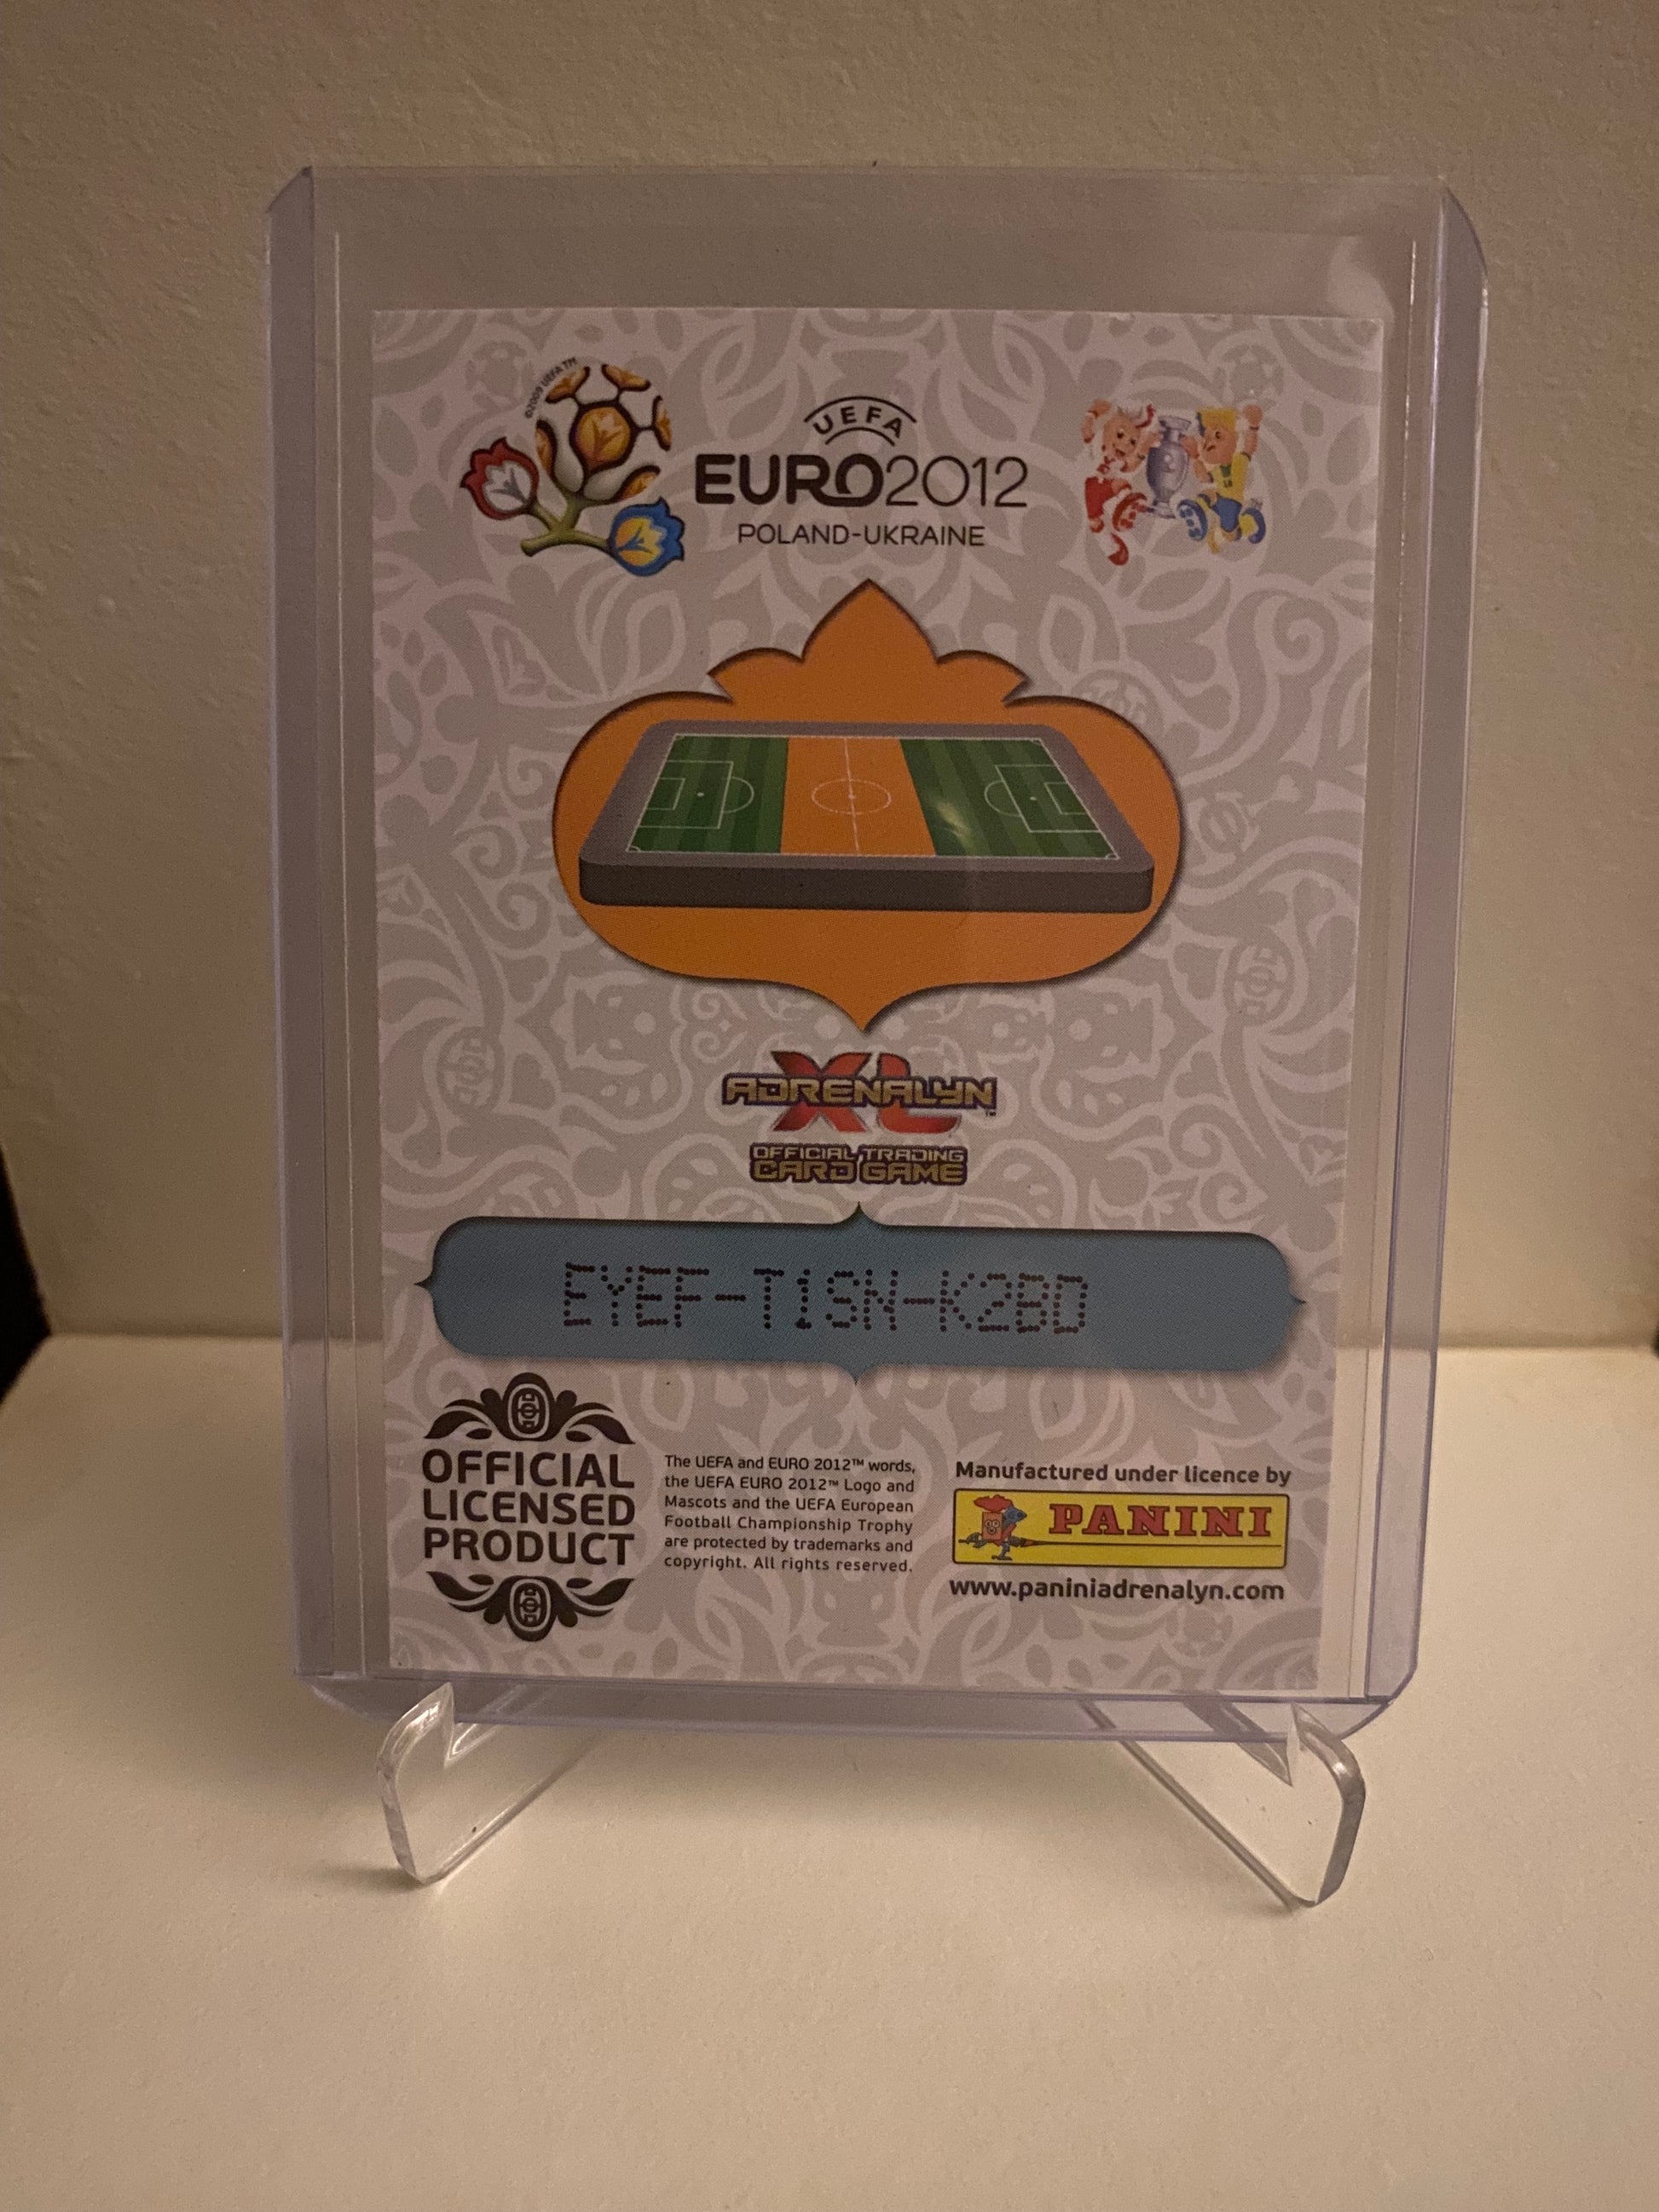 ©2009 UEFA TM
UEFA
EURO2012
POLAND-UKRAINE
ADRENALYN
XL™
OFFICIAL TRADING
CARD GAME
EYEF-T1SN-K2BD
OFFICIAL
LICENSED
PRODUCT
The UEFA and EURO 2012™ words,
the UEFA EURO 2012™ Logo and
Mascots and the UEFA European
Football Championship Trophy
are protected by trademarks and
copyright. All rights reserved.
Manufactured under licence by
PANINI
www.paniniadrenalyn.com